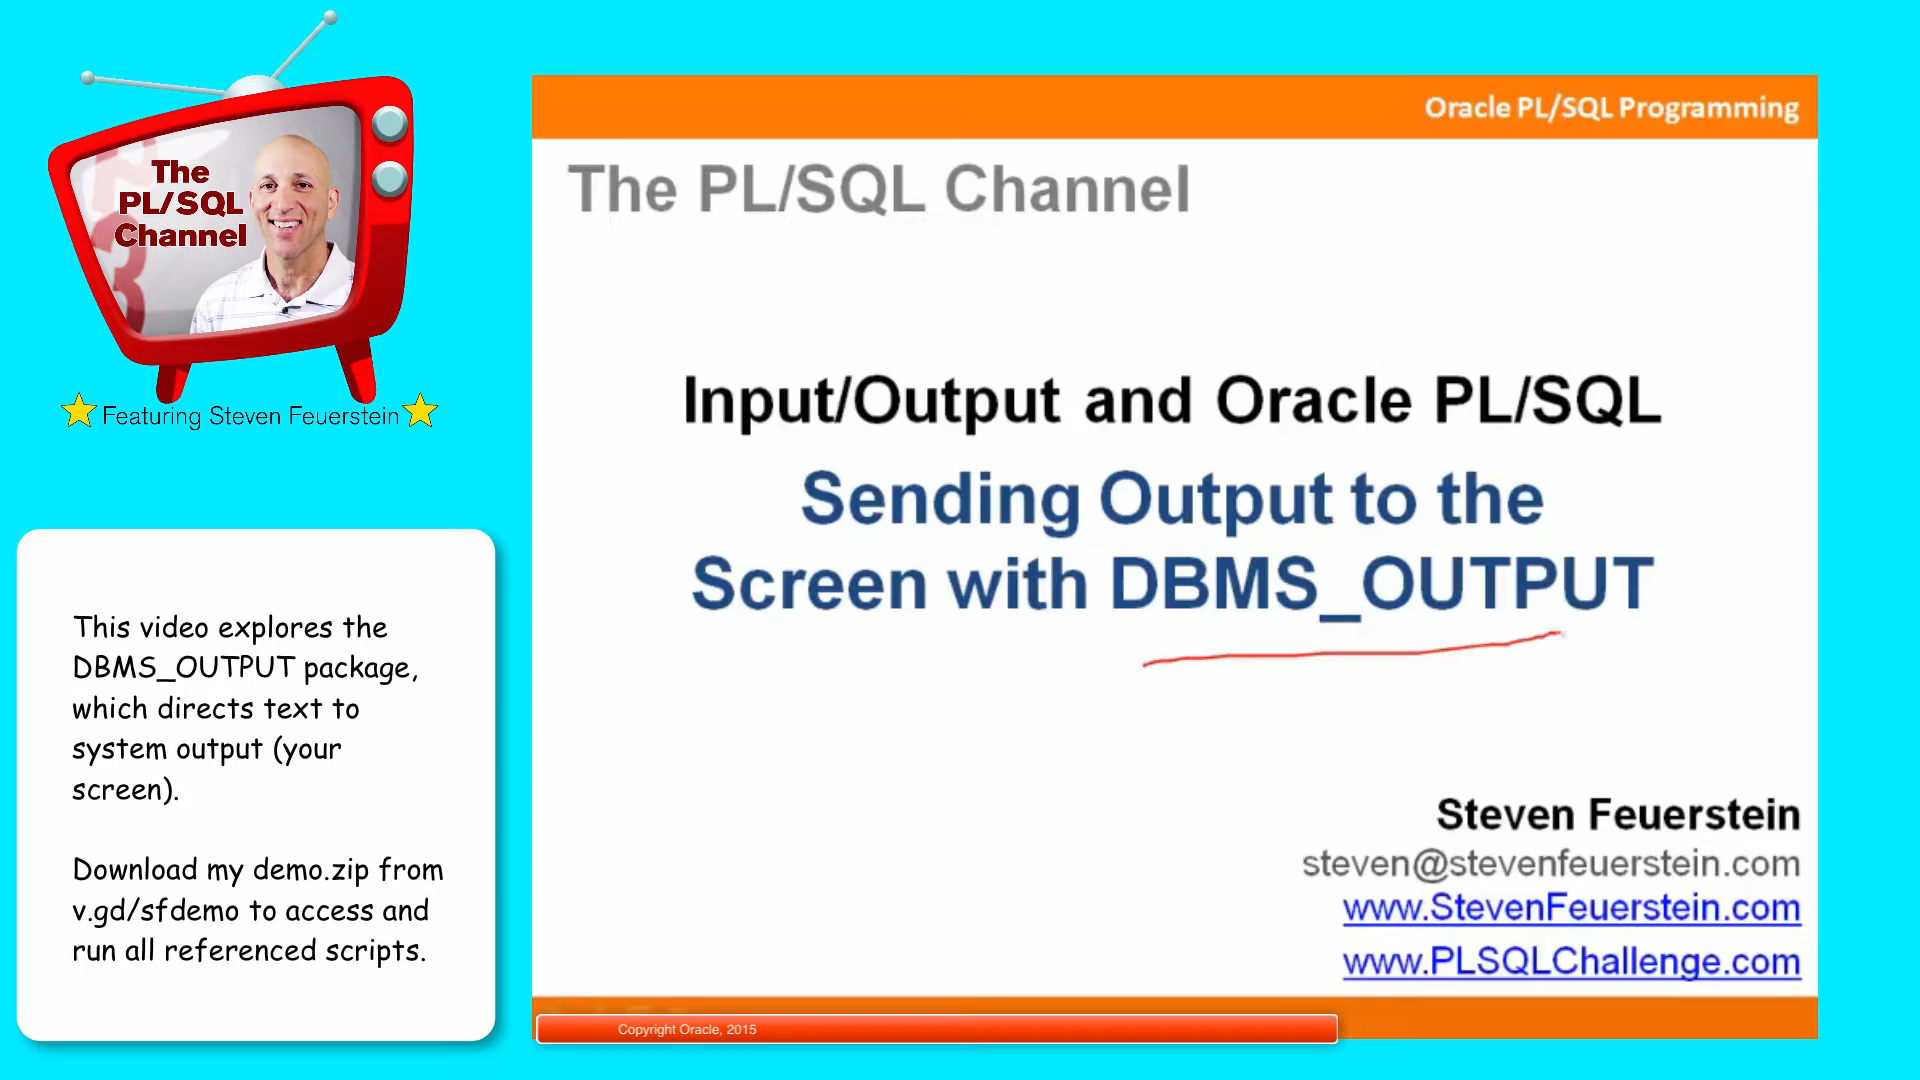 The
PL/SQL
Channel
Featuring Steven Feuerstein
This video explores the
DBMS_OUTPUT package,
which directs text to
system output (your
screen).
Download my demo.zip from
v.gd/sfdemo to access and
run all referenced scripts.
Oracle PL/SQL Programming
The PL/SQL Channel
Input/Output and Oracle PL/SQL
Sending Output to the
Screen with DBMS_OUTPUT
Steven Feuerstein
steven@stevenfeuerstein.com
www.StevenFeuerstein.com
www.PLSQLChallenge.com
Copyright Oracle, 2015